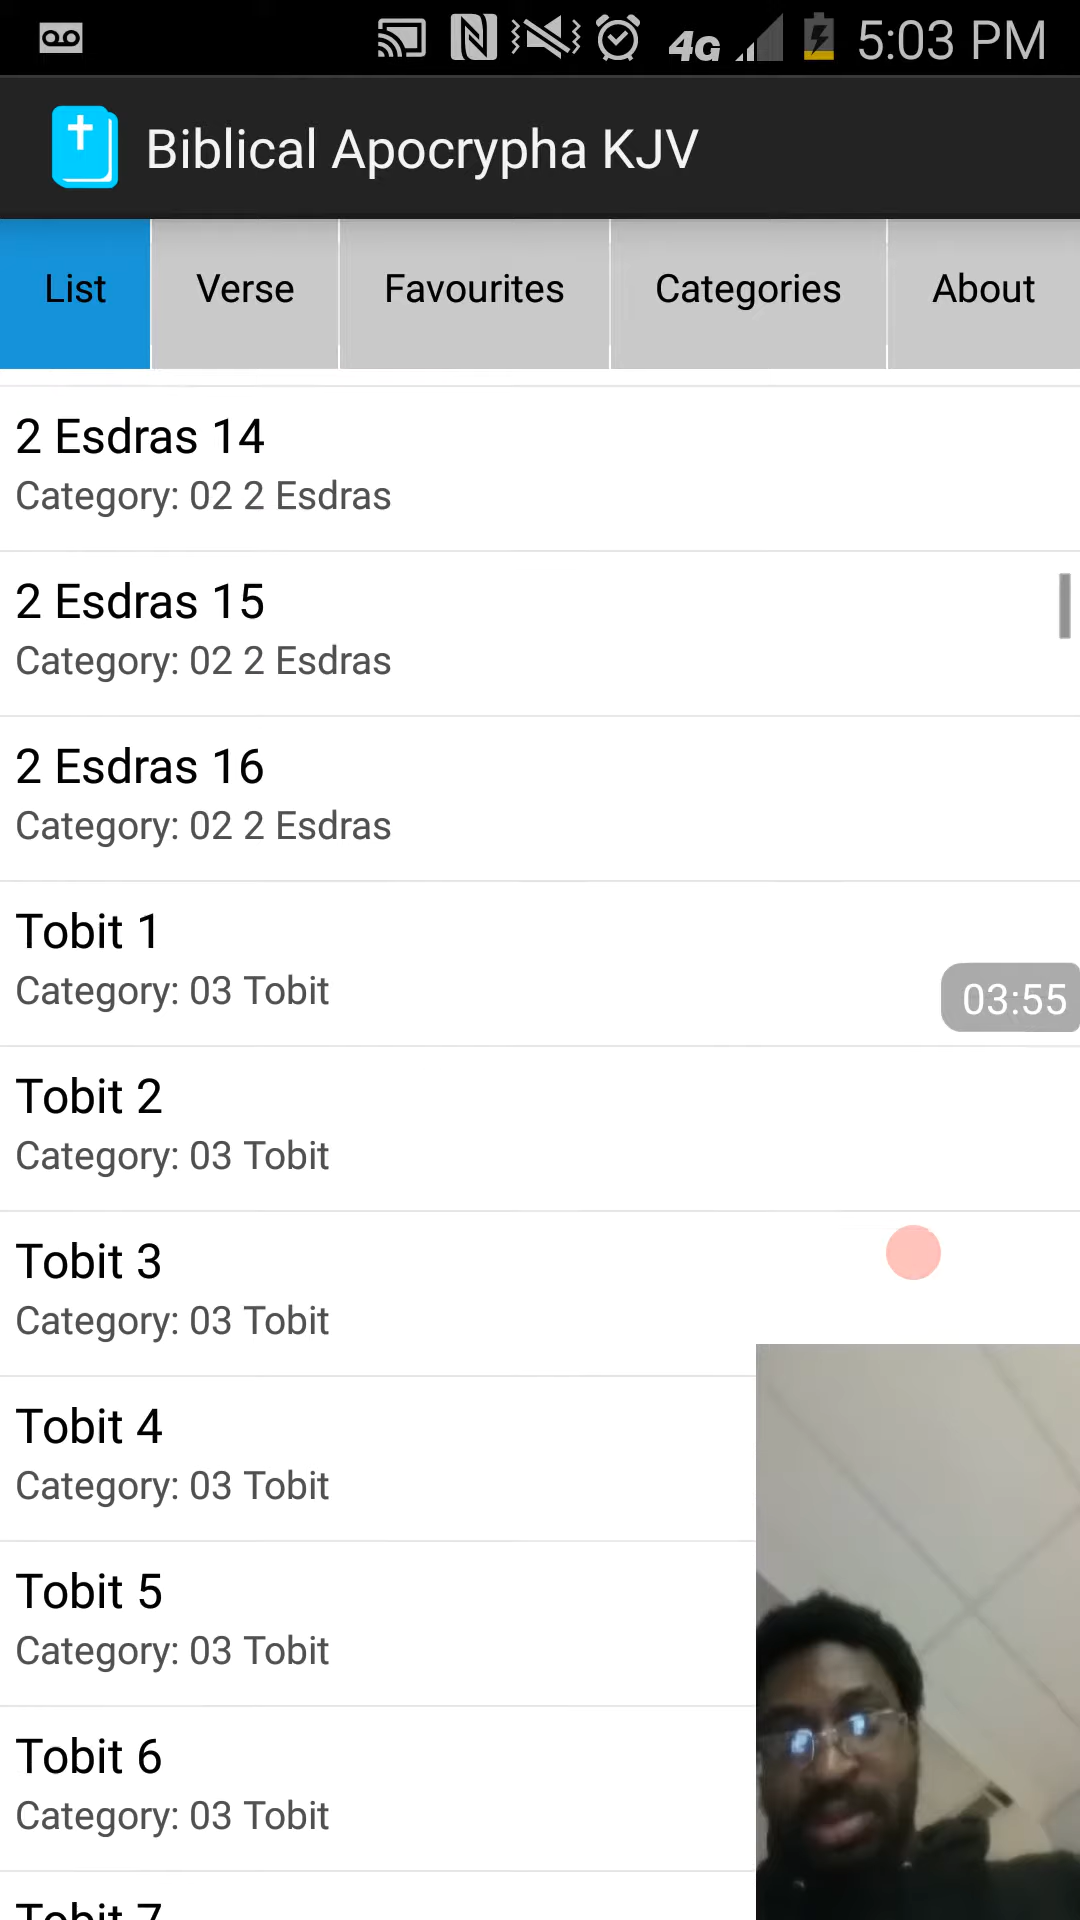 4G 5:03 PM
Biblical Apocrypha KJV
List Verse Favourites Categories About
2 Esdras 14
Category: 02 2 Esdras
2 Esdras 15
Category: 02 2 Esdras
2 Esdras 16
Category: 02 2 Esdras
Tobit 1
Category: 03 Tobit
03:55
Tobit 2
Category: 03 Tobit
Tobit 3
Category: 03 Tobit
Tobit 4
Category: 03 Tobit
Tobit 5
Category: 03 Tobit
Tobit 6
Category: 03 Tobit
Tobit 7